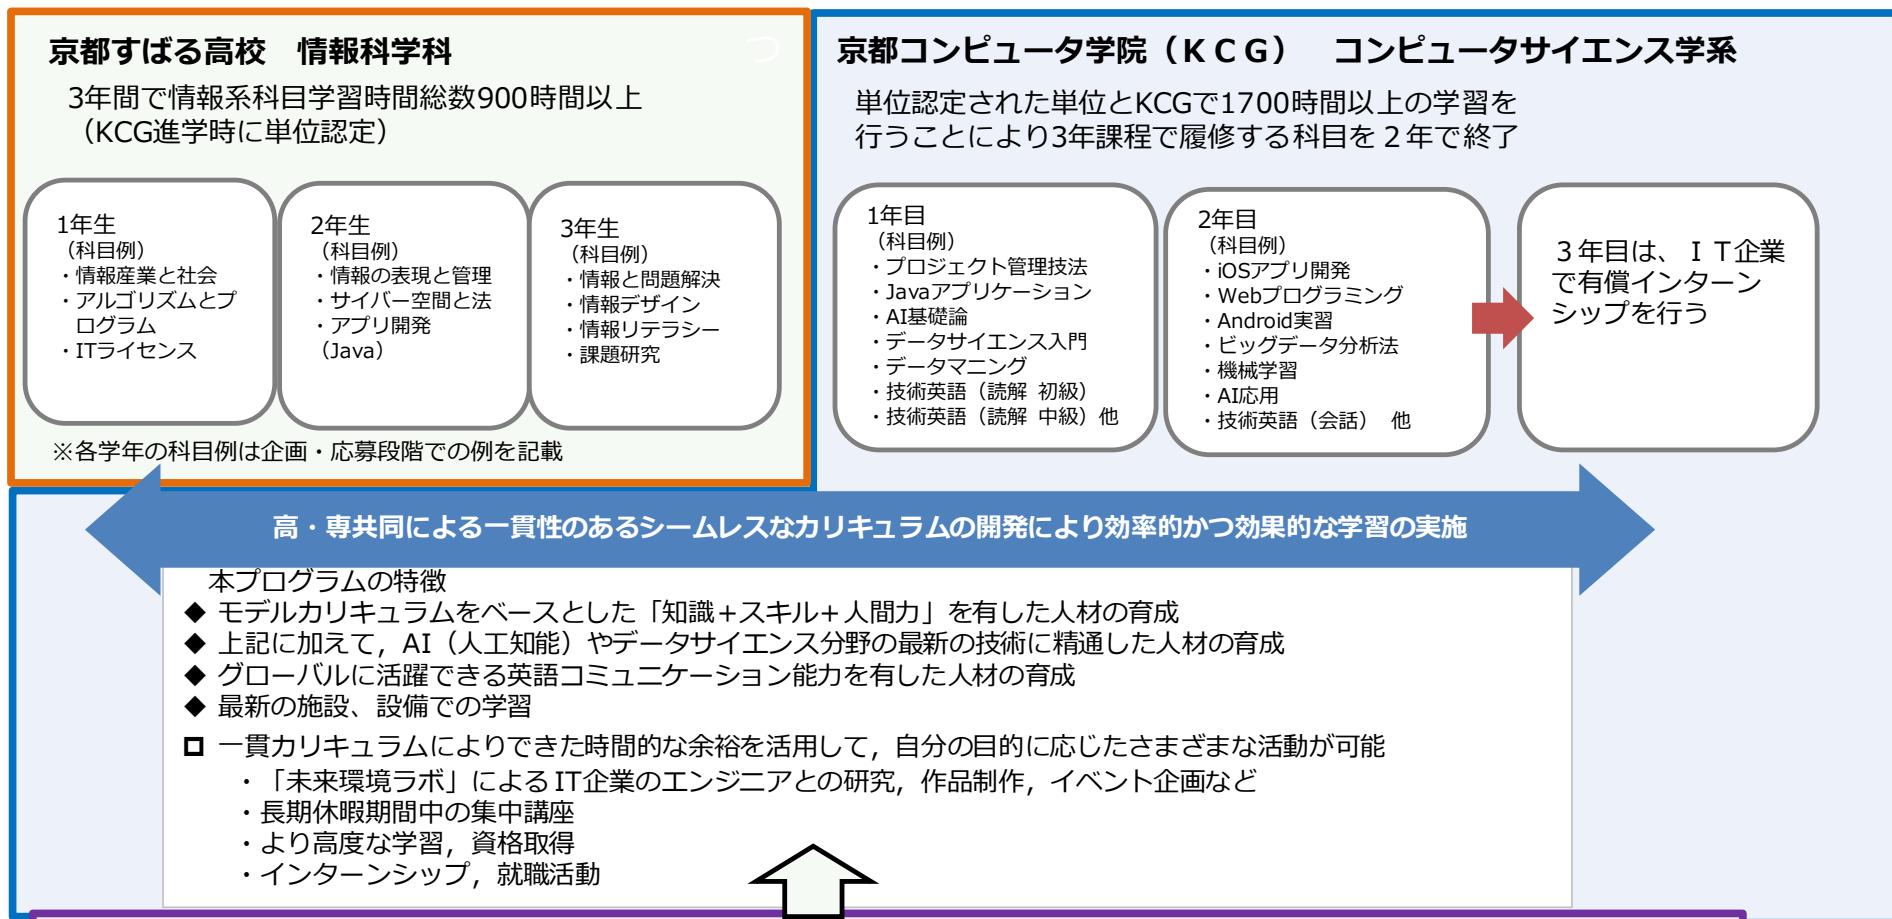 京都すばる高校　情報科学科
つ
3年間で情報系科目学習時間総数900時間以上
（KCG進学時に単位認定）
1年生
（科目例）
・情報産業と社会
・アルゴリズムとプ
ログラム
・ITライセンス
2年生
（科目例）
・情報の表現と管理
・サイバー空間と法
・アプリ開発
（Java）
3年生
（科目例）
・情報と問題解決
・情報デザイン
・情報リテラシー
・課題研究
※各学年の科目例は企画・応募段階での例を記載
京都コンピュータ学院（ＫＣＧ）　コンピュータサイエンス学系
単位認定された単位とKCGで1700時間以上の学習を
行うことにより3年課程で履修する科目を２年で終了
1年目
（科目例）
・プロジェクト管理技法
・Javaアプリケーション
・AI基礎論
・データサイエンス入門
・データマニング
・技術英語（読解 初級）
・技術英語（読解 中級）他
2年目
（科目例）
・iOSアプリ開発
・Webプログラミング
・Android実習
・ビッグデータ分析法
・機械学習
・AI応用
・技術英語（会話） 他
３年目は、ＩＴ企業
で有償インターン
シップを行う
高・専共同による一貫性のあるシームレスなカリキュラムの開発により効率的かつ効果的な学習の実施
本プログラムの特徴
◆ モデルカリキュラムをベースとした「知識＋スキル＋人間力」を有した人材の育成
◆ 上記に加えて，AI（人工知能）やデータサイエンス分野の最新の技術に精通した人材の育成
◆ グローバルに活躍できる英語コミュニケーション能力を有した人材の育成
◆ 最新の施設、設備での学習
◻ 一貫カリキュラムによりできた時間的な余裕を活用して，自分の目的に応じたさまざまな活動が可能
・「未来環境ラボ」による IT企業のエンジニアとの研究，作品制作，イベント企画など
・長期休暇期間中の集中講座
・より高度な学習，資格取得
・インターンシップ，就職活動